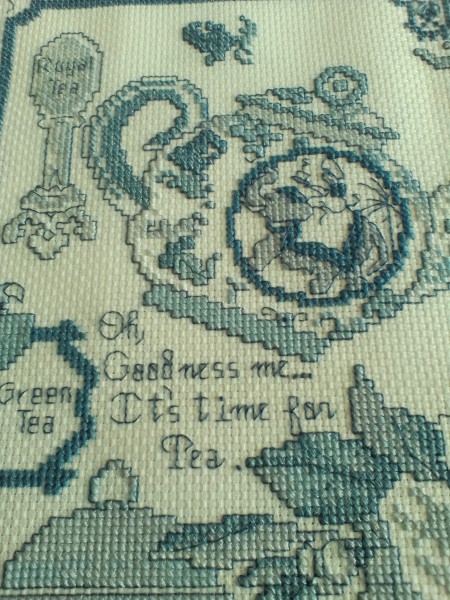 Royal
Tea
Oh,
Goodness me...
It's time for
Tea.
Green
Tea